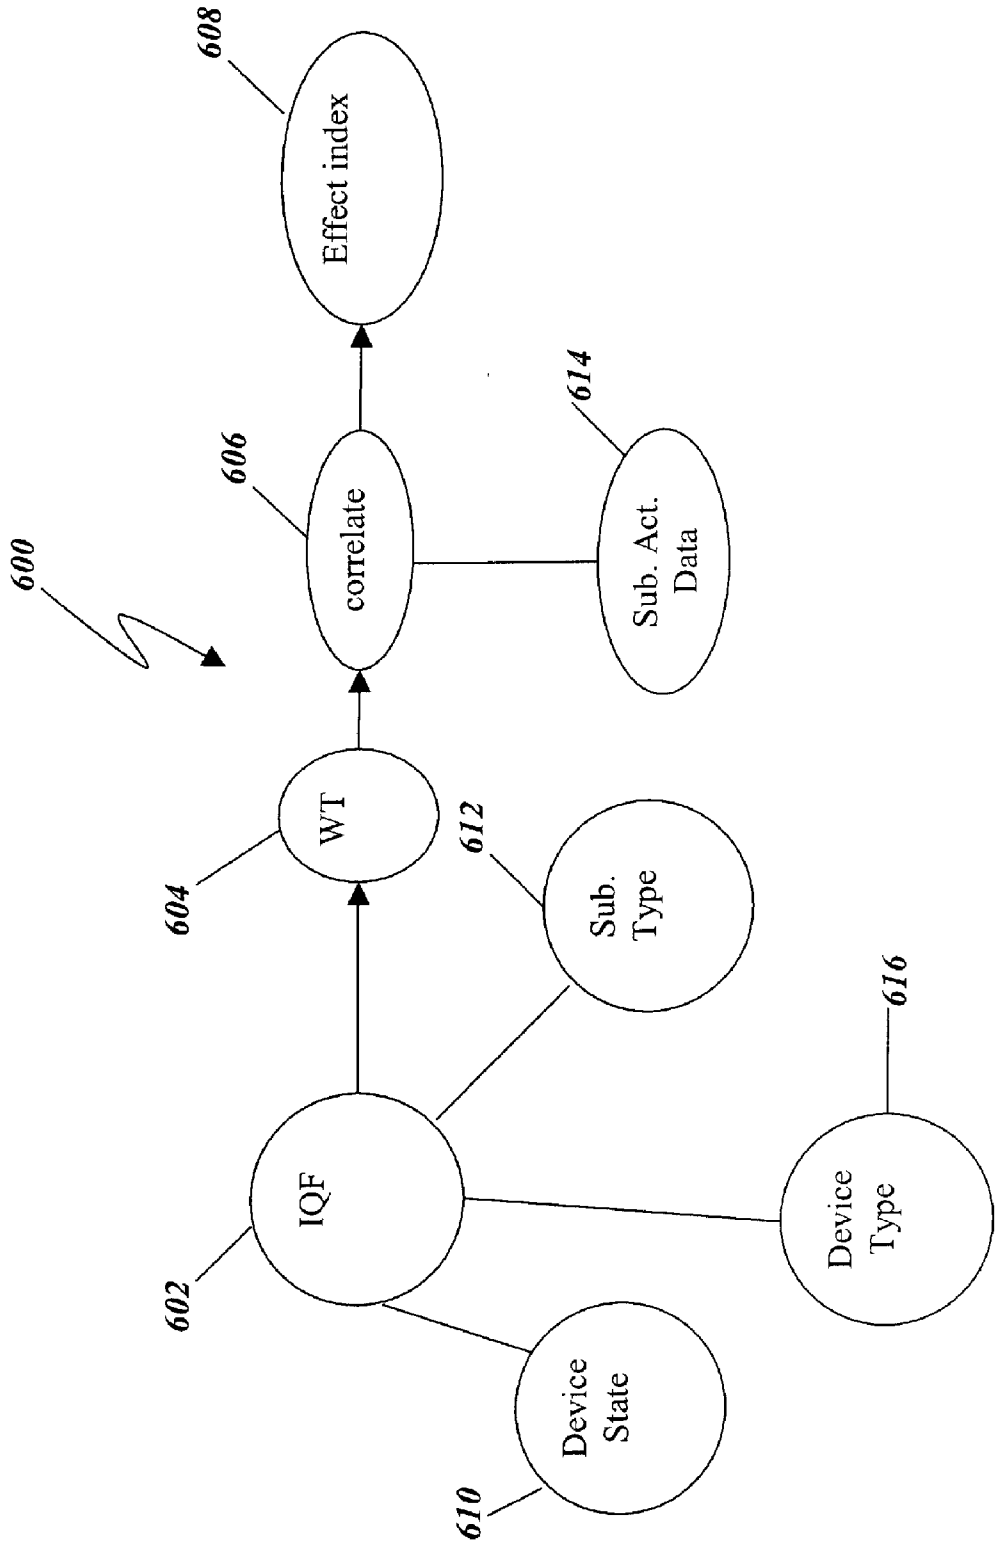 600
602
IQF
604
WT
606
correlate
608
Effect index
610
Device
State
616
Device
Type
612
Sub.
Type
614
Sub. Act.
Data